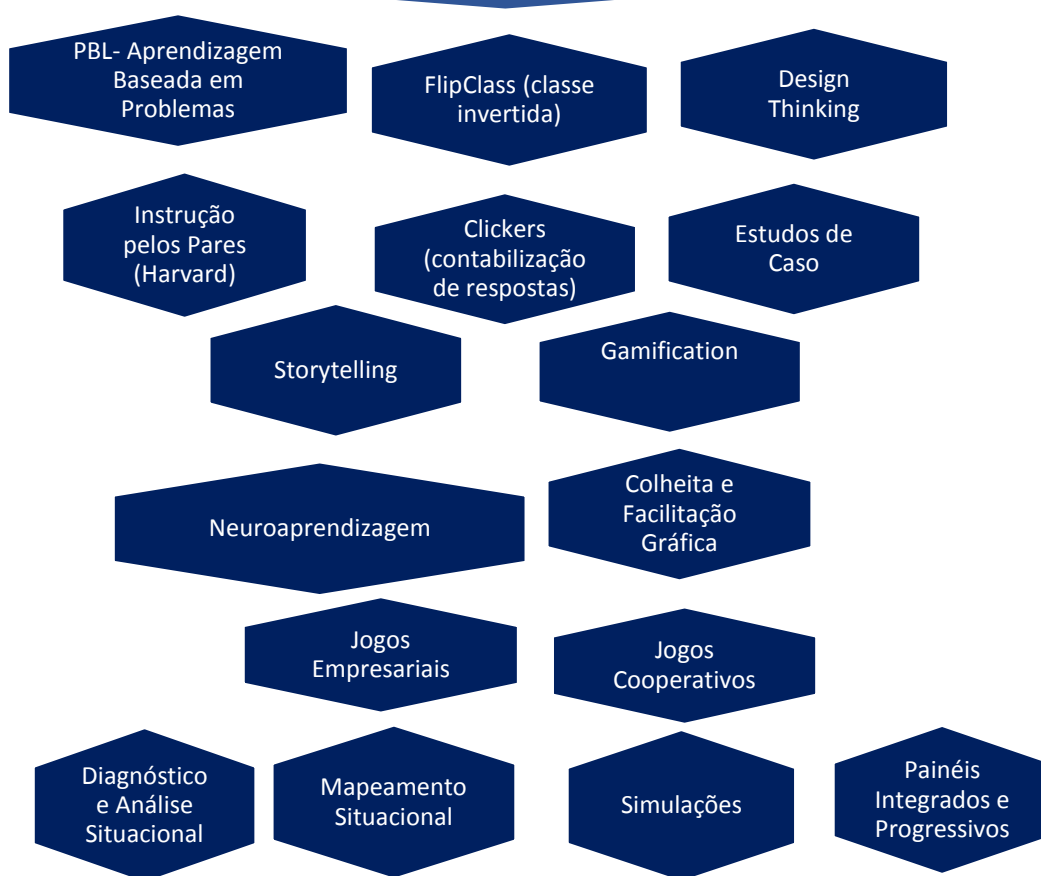 PBL- Aprendizagem
Baseada em
Problemas
FlipClass (classe
invertida)
Design
Thinking
Instrução
pelos Pares
(Harvard)
Clickers
(contabilização
de respostas)
Estudos de
Caso
Storytelling
Gamification
Neuroaprendizagem
Colheita e
Facilitação
Gráfica
Jogos
Empresariais
Jogos
Cooperativos
Diagnóstico
e Análise
Situacional
Mapeamento
Situacional
Simulações
Painéis
Integrados e
Progressivos